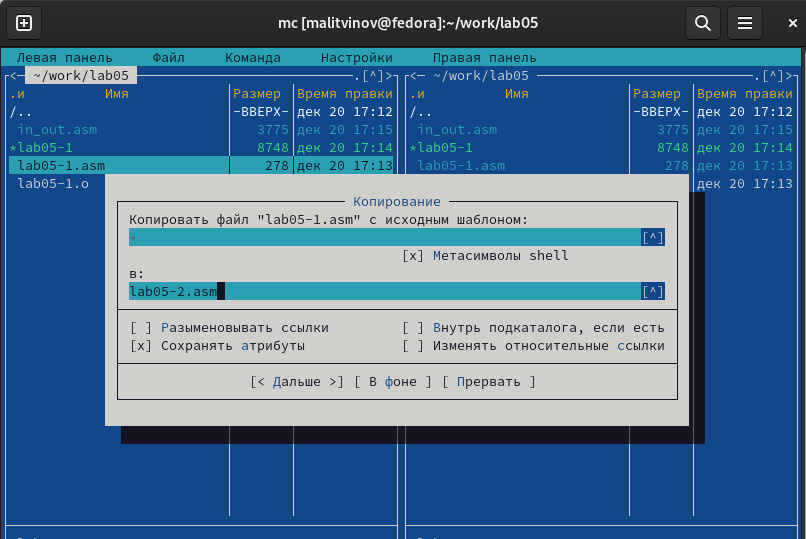 mc [malitvinov@fedora]:~/work/lab05
Левая панель Файл Команда Настройки Правая панель
<─ ~/work/lab05 ─.[^]>
.и Имя Размер Время правки
/.. -ВВЕРХ- дек 20 17:12
in_out.asm 3775 дек 20 17:15
*lab05-1 8748 дек 20 17:14
lab05-1.asm 278 дек 20 17:13
lab05-1.o
<─ ~/work/lab05 ─.[^]>
.и Имя Размер Время правки
/.. -ВВЕРХ- дек 20 17:12
in_out.asm 3775 дек 20 17:15
*lab05-1 8748 дек 20 17:14
lab05-1.asm 278 дек 20 17:13
дек 20 17:13
Копирование
Копировать файл "lab05-1.asm" с исходным шаблоном:
* [^]
[x] Метасимволы shell
в:
lab05-2.asm [^]
[ ] Разыменовывать ссылки [ ] Внутрь подкаталога, если есть
[x] Сохранять атрибуты [ ] Изменять относительные ссылки
[< Дальше >] [ В фоне ] [ Прервать ]